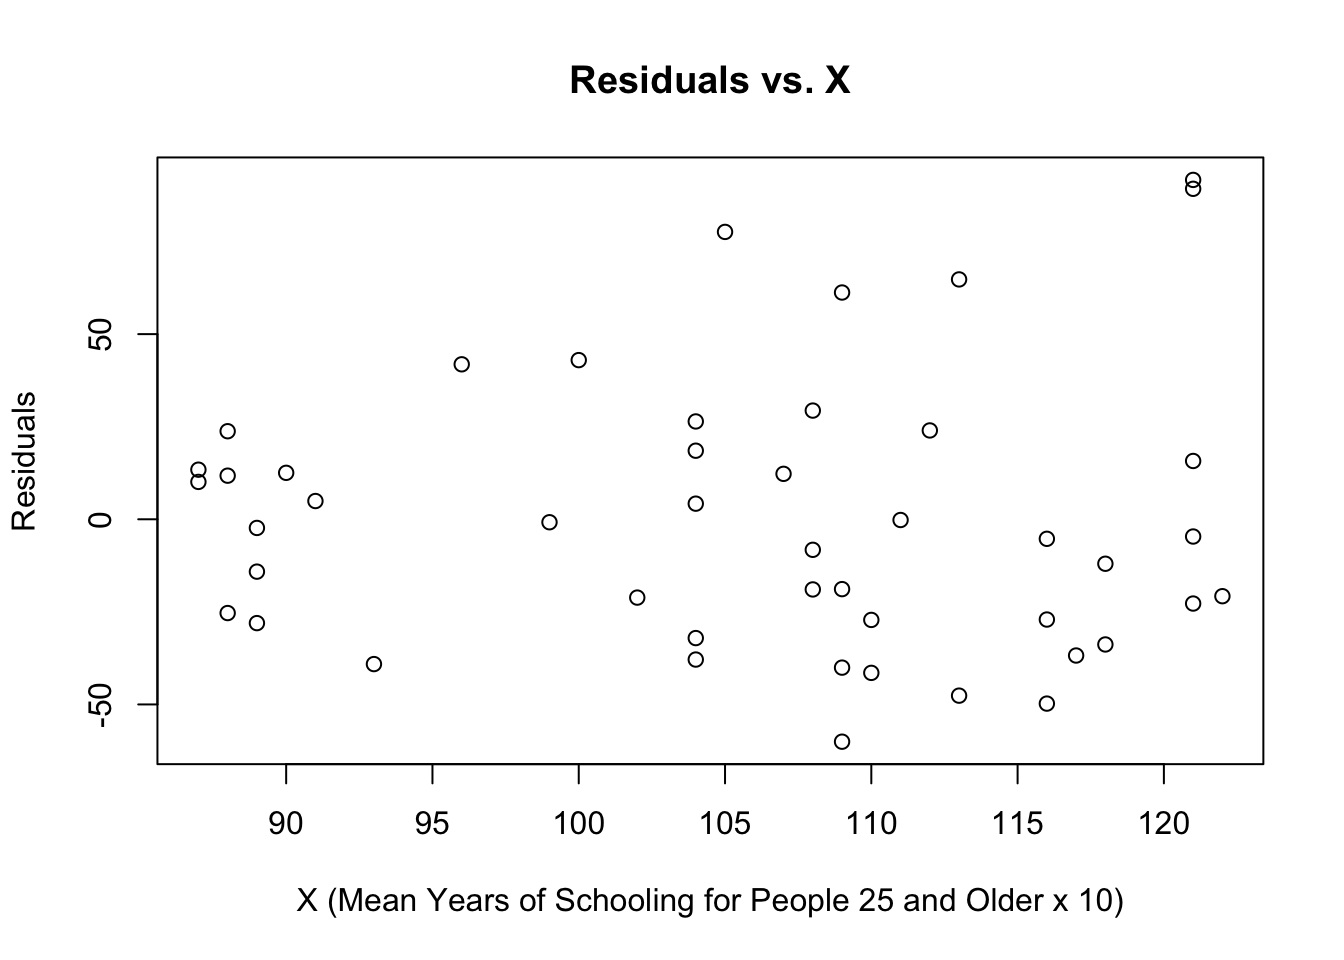 Residuals vs. X
Residuals
50
0
-50
90 95 100 105 110 115 120
X (Mean Years of Schooling for People 25 and Older x 10)